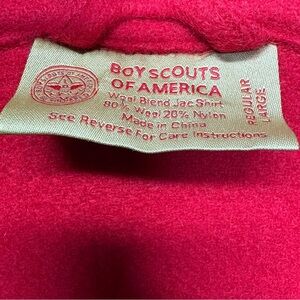 BOY SCOUTS
OF AMERICA
Wool Blend Jac Shirt
80% Wool 20% Nylon
Made in China
See Reverse For Care Instructions
REGULAR
LARGE